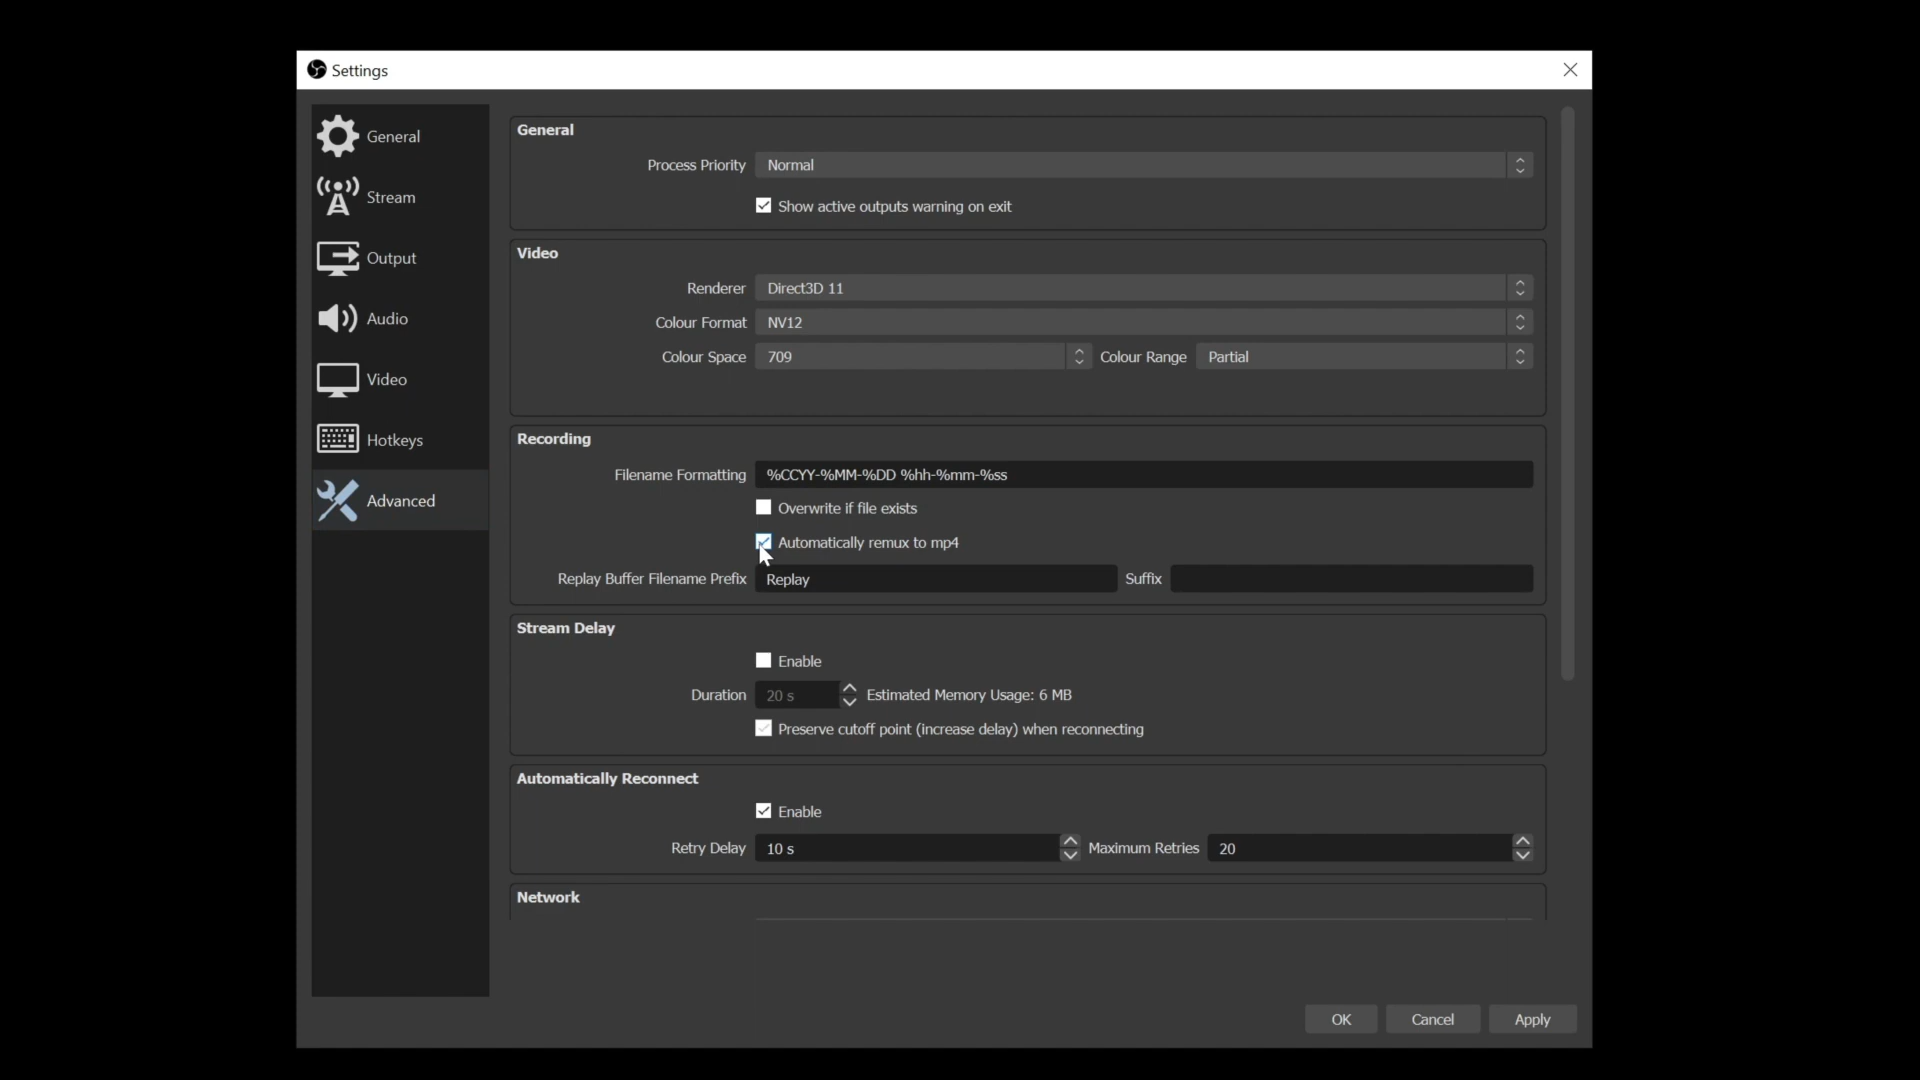 Settings
General
Stream
Output
Audio
Video
Hotkeys
Advanced
General
Process Priority Normal
Show active outputs warning on exit
Video
Renderer Direct3D 11
Colour Format NV12
Colour Space 709 Colour Range Partial
Recording
Filename Formatting %CCYY-%MM-%DD %hh-%mm-%ss
Overwrite if file exists
Automatically remux to mp4
Replay Buffer Filename Prefix Replay Suffix
Stream Delay
Enable
Duration 20 s Estimated Memory Usage: 6 MB
Preserve cutoff point (increase delay) when reconnecting
Automatically Reconnect
Enable
Retry Delay 10 s Maximum Retries 20
Network
OK Cancel Apply